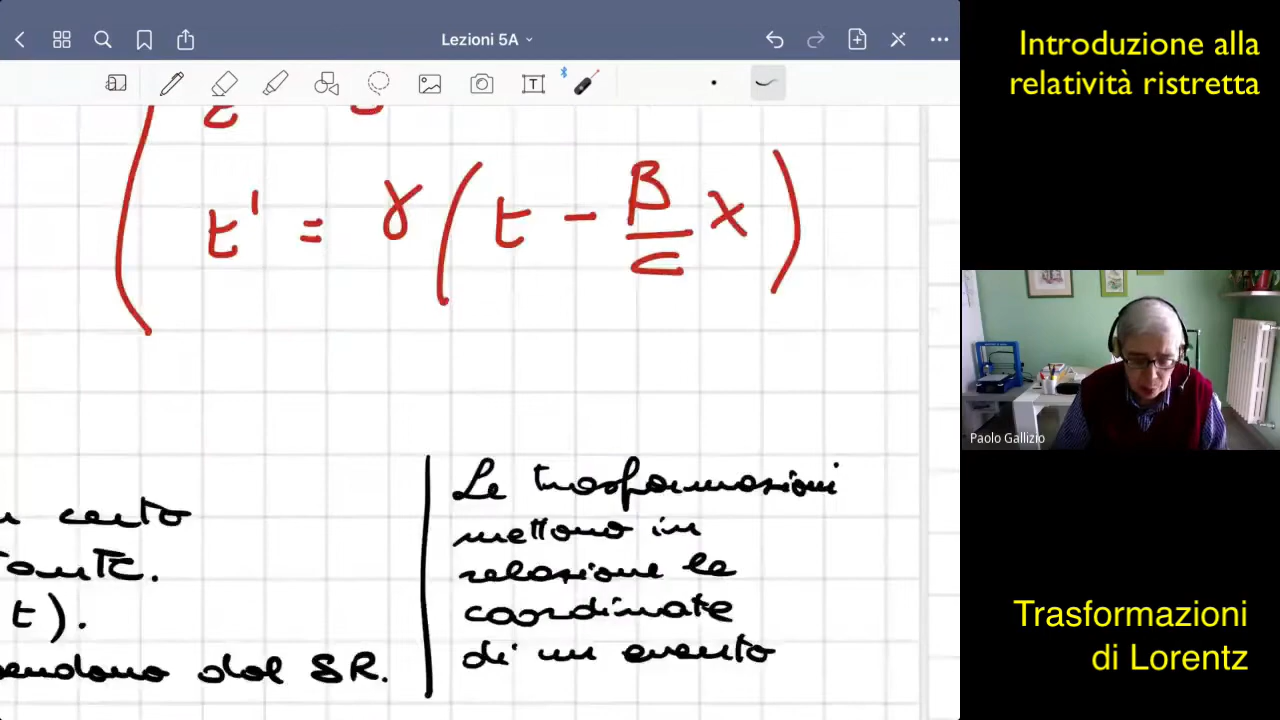 Lezioni 5A
t' = γ ( t - β/c x )
certo
t).
dal SR.
Le trasformazioni
mettono in
relazione le
coordinate
di un evento
Introduzione alla
relatività ristretta
Paolo Gallizio
Trasformazioni
di Lorentz